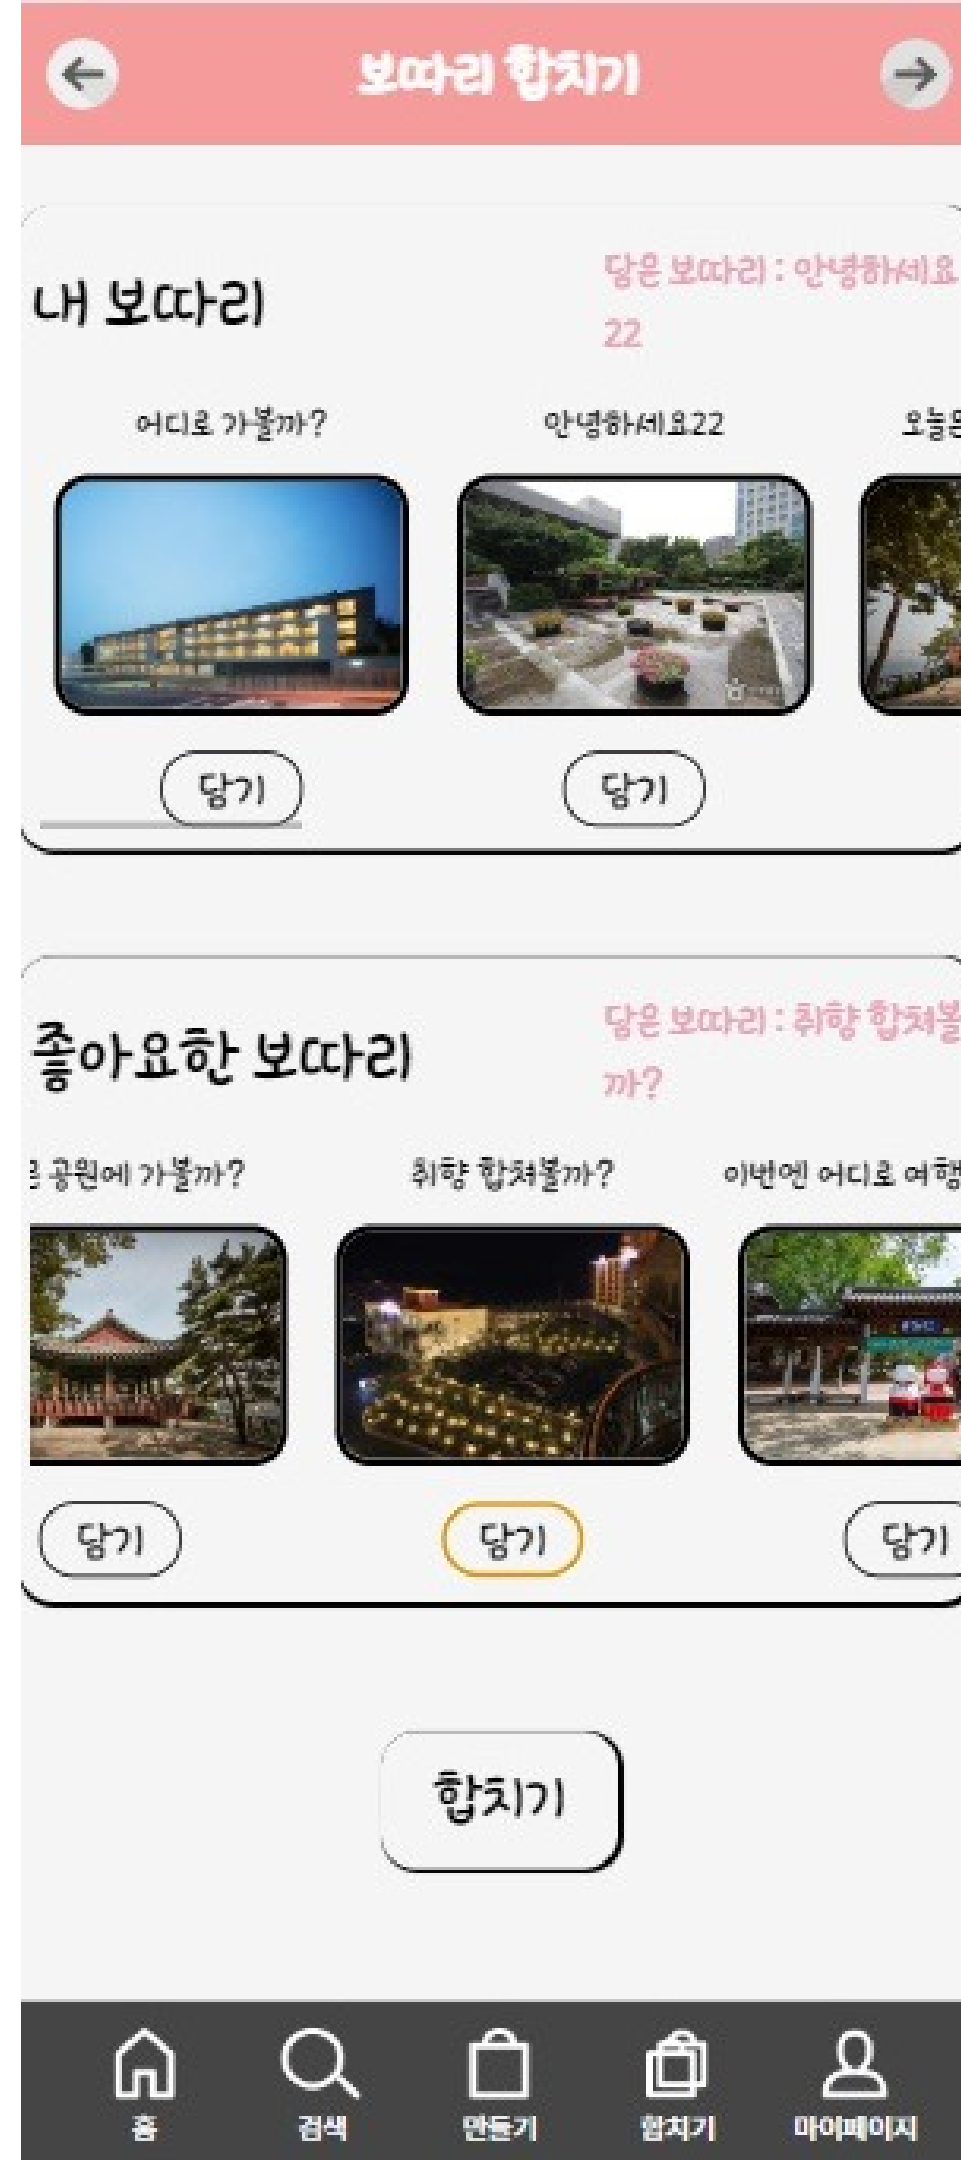 보따리 합치기
내 보따리
담은 보따리 : 안녕하세요
22
어디로 가볼까?
안녕하세요22
오늘은
담기
담기
좋아요한 보따리
담은 보따리 : 취향 합쳐볼
까?
공원에 가볼까?
취향 합쳐볼까?
이번엔 어디로 여행
담기
담기
담기
합치기
홈
검색
만들기
합치기
마이페이지